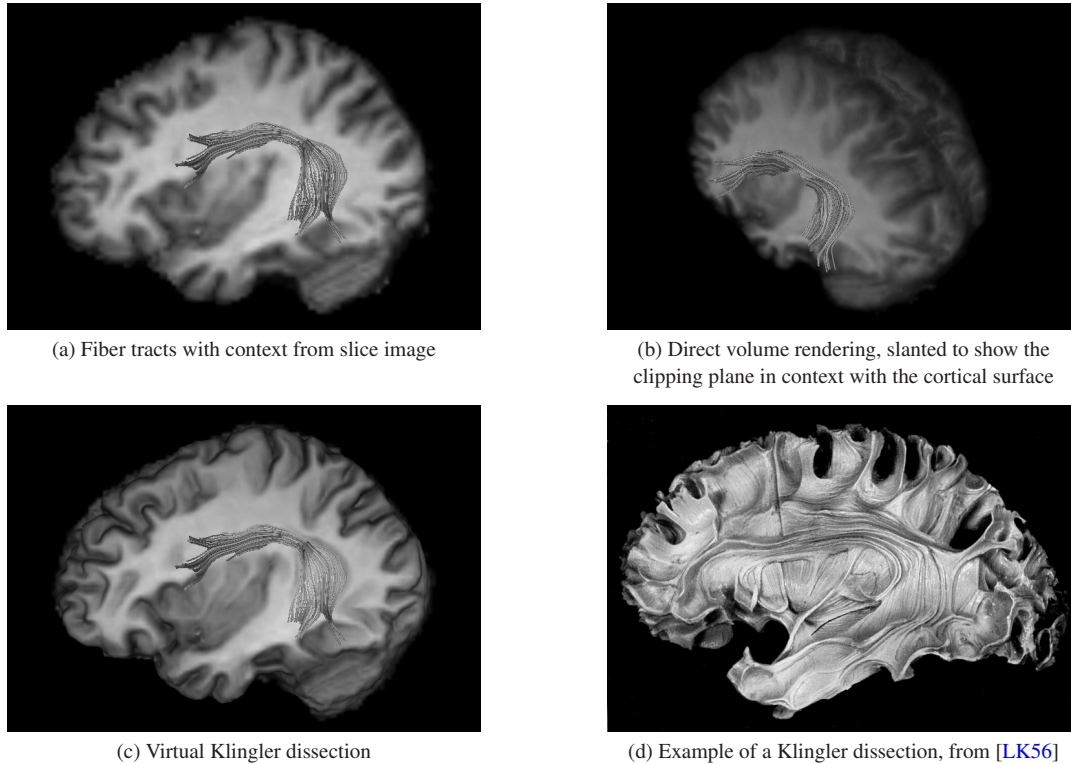 (a) Fiber tracts with context from slice image
(b) Direct volume rendering, slanted to show the
clipping plane in context with the cortical surface
(c) Virtual Klingler dissection
(d) Example of a Klingler dissection, from [LK56]